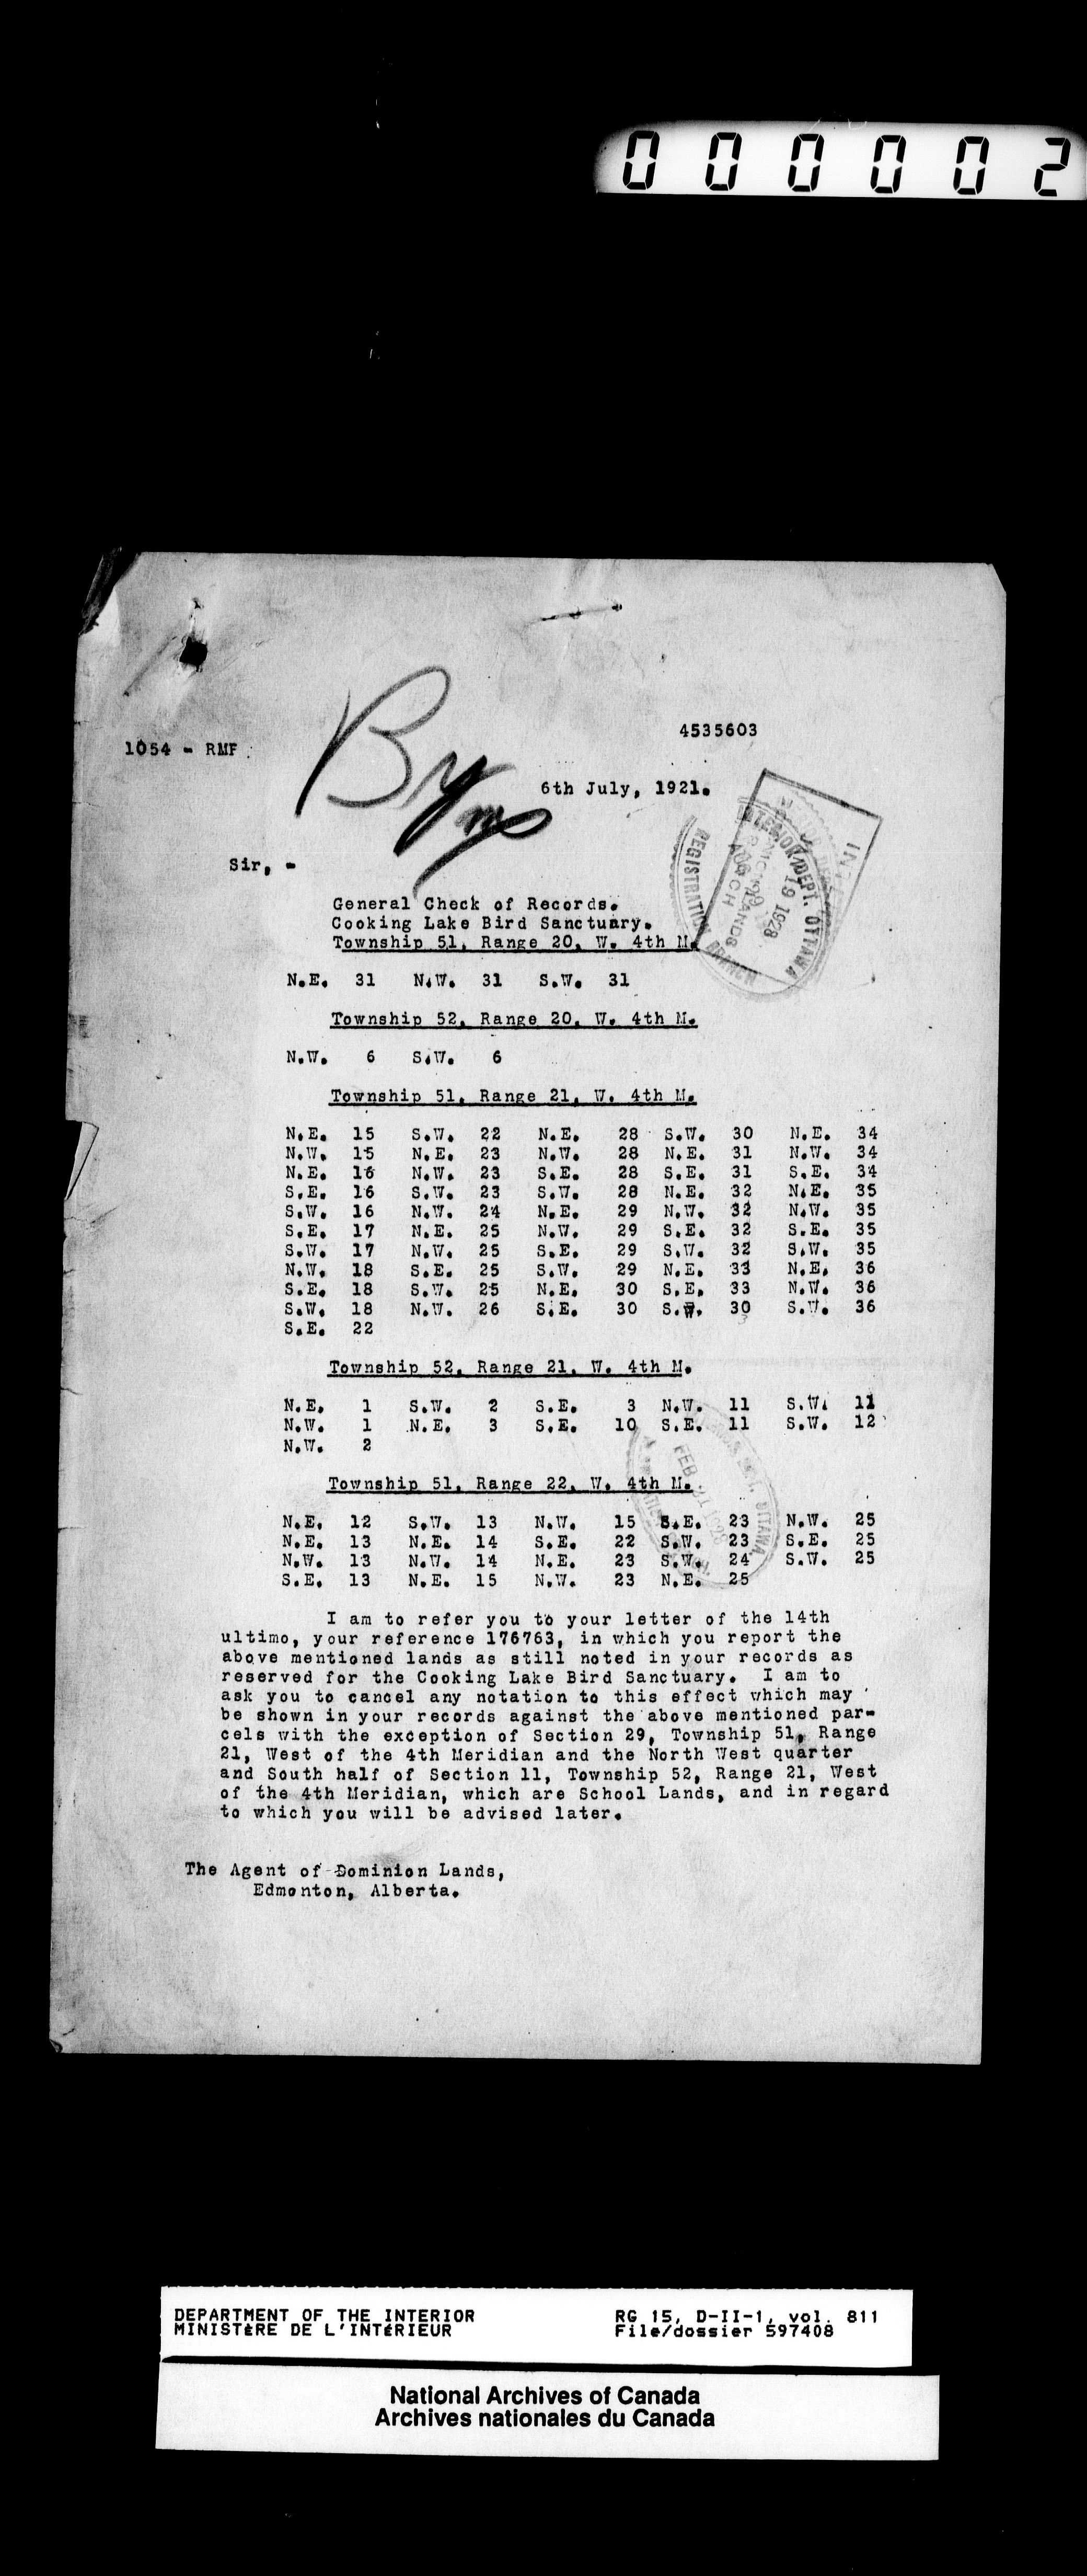 000002
4535603
1054 - RMF
By
6th July, 1921.
Sir, -
General Check of Records.
Cooking Lake Bird Sanctuary.
Township 51, Range 20, W. 4th M.
N.E. 31 N.W. 31 S.W. 31
Township 52, Range 20, W. 4th M.
N.W. 6 S.W. 6
Township 51, Range 21, W. 4th M.
N.E. 15 S.W. 22 N.E. 28 S.W. 30 N.E. 34
N.W. 15 N.E. 23 N.W. 28 N.E. 31 N.W. 34
N.E. 16 N.W. 23 S.E. 28 S.E. 31 S.E. 34
S.E. 16 S.W. 23 S.W. 28 N.E. 32 N.E. 35
S.W. 16 N.W. 24 N.E. 29 N.W. 32 N.W. 35
S.E. 17 N.E. 25 N.W. 29 S.E. 32 S.E. 35
S.W. 17 N.W. 25 S.E. 29 S.W. 32 S.W. 35
N.W. 18 S.E. 25 S.W. 29 N.E. 33 N.E. 36
S.E. 18 S.W. 25 N.E. 30 S.E. 33 N.W. 36
S.W. 18 N.W. 26 S.E. 30 S.W. 30 S.W. 36
S.E. 22
Township 52, Range 21, W. 4th M.
N.E. 1 S.W. 2 S.E. 3 N.W. 11 S.W. 11
N.W. 1 N.E. 3 S.E. 10 S.E. 11 S.W. 12
N.W. 2
Township 51, Range 22, W. 4th M.
N.E. 12 S.W. 13 N.W. 15 S.E. 23 N.W. 25
N.E. 13 N.E. 14 S.E. 22 S.W. 23 S.E. 25
N.W. 13 N.W. 14 N.E. 23 S.W. 24 S.W. 25
S.E. 13 N.E. 15 N.W. 23 N.E. 25
I am to refer you to your letter of the 14th
ultimo, your reference 176763, in which you report the
above mentioned lands as still noted in your records as
reserved for the Cooking Lake Bird Sanctuary. I am to
ask you to cancel any notation to this effect which may
be shown in your records against the above mentioned par-
cels with the exception of Section 29, Township 51, Range
21, West of the 4th Meridian and the North West quarter
and South half of Section 11, Township 52, Range 21, West
of the 4th Meridian, which are School Lands, and in regard
to which you will be advised later.
The Agent of Dominion Lands,
Edmonton, Alberta.
REGISTRATION BRANCH
DEPT. OTTAWA
19 1928
FEB 21 1928
OTTAWA
DEPARTMENT OF THE INTERIOR RG 15, D-II-1, vol. 811
MINISTÈRE DE L'INTÉRIEUR File/dossier 597408
National Archives of Canada
Archives nationales du Canada